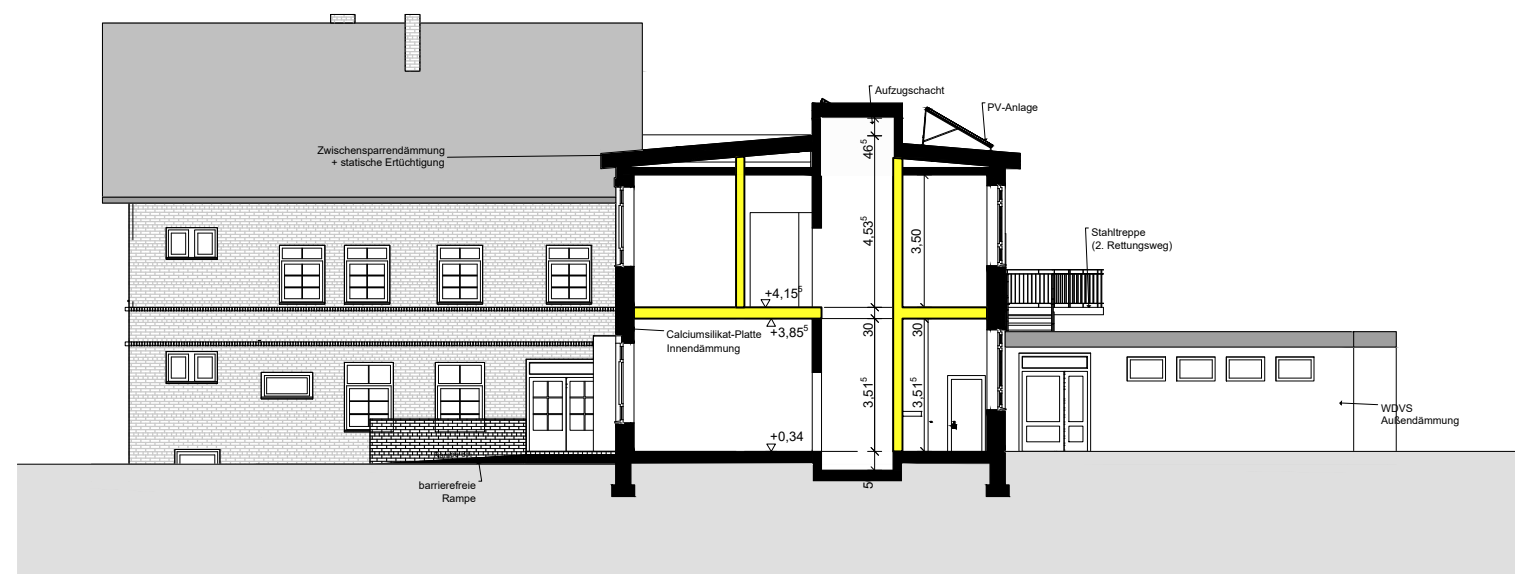 Aufzugschacht
PV-Anlage
Zwischensparrendämmung
+ statische Ertüchtigung
46⁵
4,53⁵
3,50
Stahltreppe
(2. Rettungsweg)
+4,15⁵
+3,85⁵
30
30
Calciumsilikat-Platte
Innendämmung
3,51⁵
3,51⁵
WDVS
Außendämmung
+0,34
barrierefreie
Rampe